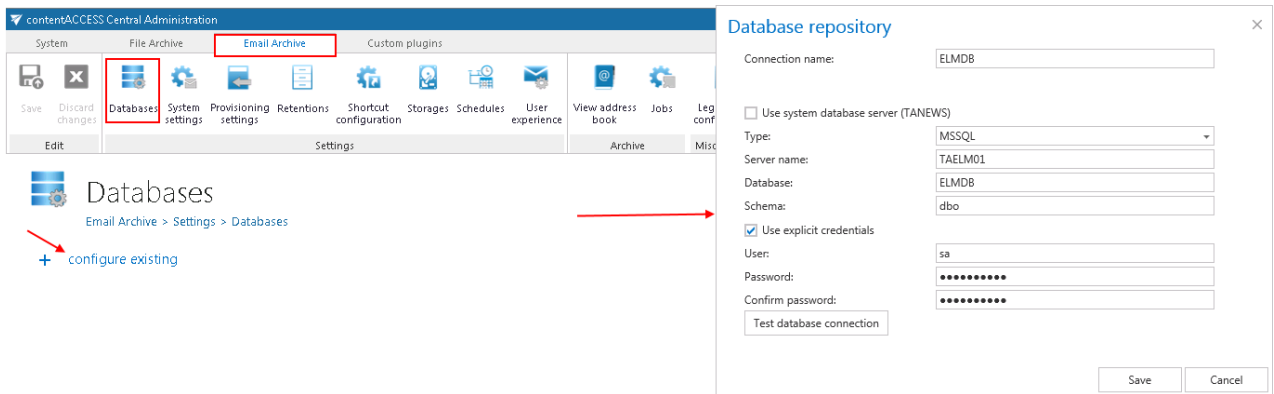 contentACCESS Central Administration
System File Archive Email Archive Custom plugins
Save Discard changes Databases System settings Provisioning settings Retentions Shortcut configuration Storages Schedules User experience View address book Jobs Leg conf
Edit Settings Archive Misc
Databases
Email Archive > Settings > Databases
+ configure existing
Database repository
Connection name: ELMDB
Use system database server (TANEWS)
Type: MSSQL
Server name: TAELM01
Database: ELMDB
Schema: dbo
Use explicit credentials
User: sa
Password: ●●●●●●●●●●
Confirm password: ●●●●●●●●●●
Test database connection
Save Cancel